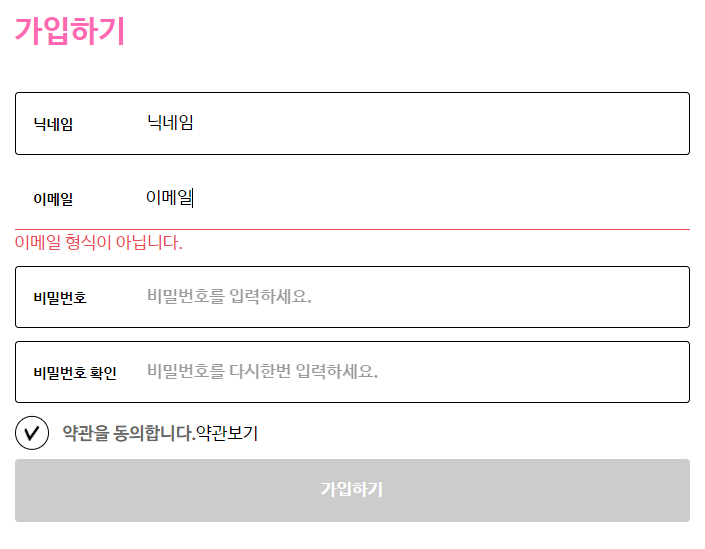 가입하기
닉네임 닉네임
이메일 이메일
이메일 형식이 아닙니다.
비밀번호 비밀번호를 입력하세요.
비밀번호 확인 비밀번호를 다시한번 입력하세요.
약관을 동의합니다.약관보기
가입하기